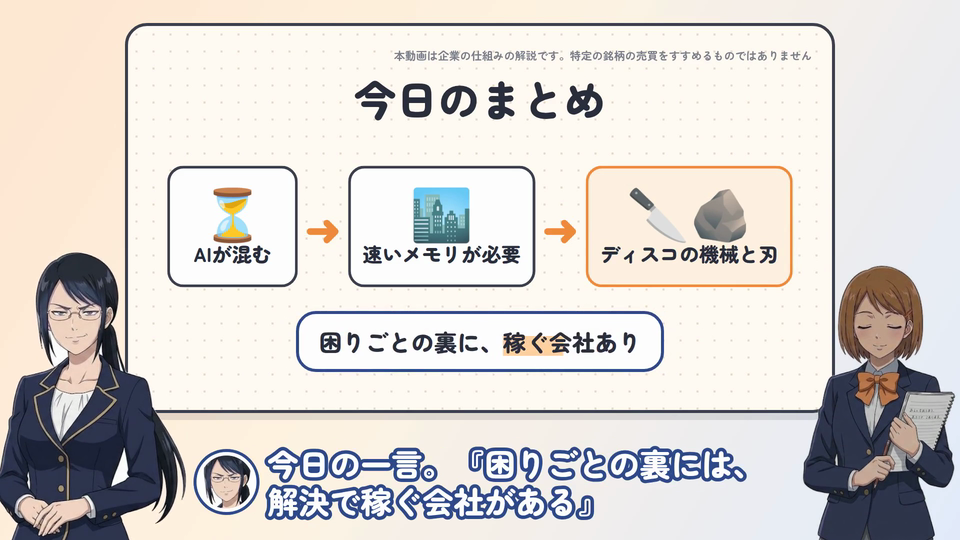 本動画は企業の仕組みの解説です。特定の銘柄の売買をすすめるものではありません
今日のまとめ
AIが混む
速いメモリが必要
ディスコの機械と刃
困りごとの裏に、稼ぐ会社あり
今日の一言。『困りごとの裏には、
解決で稼ぐ会社がある』